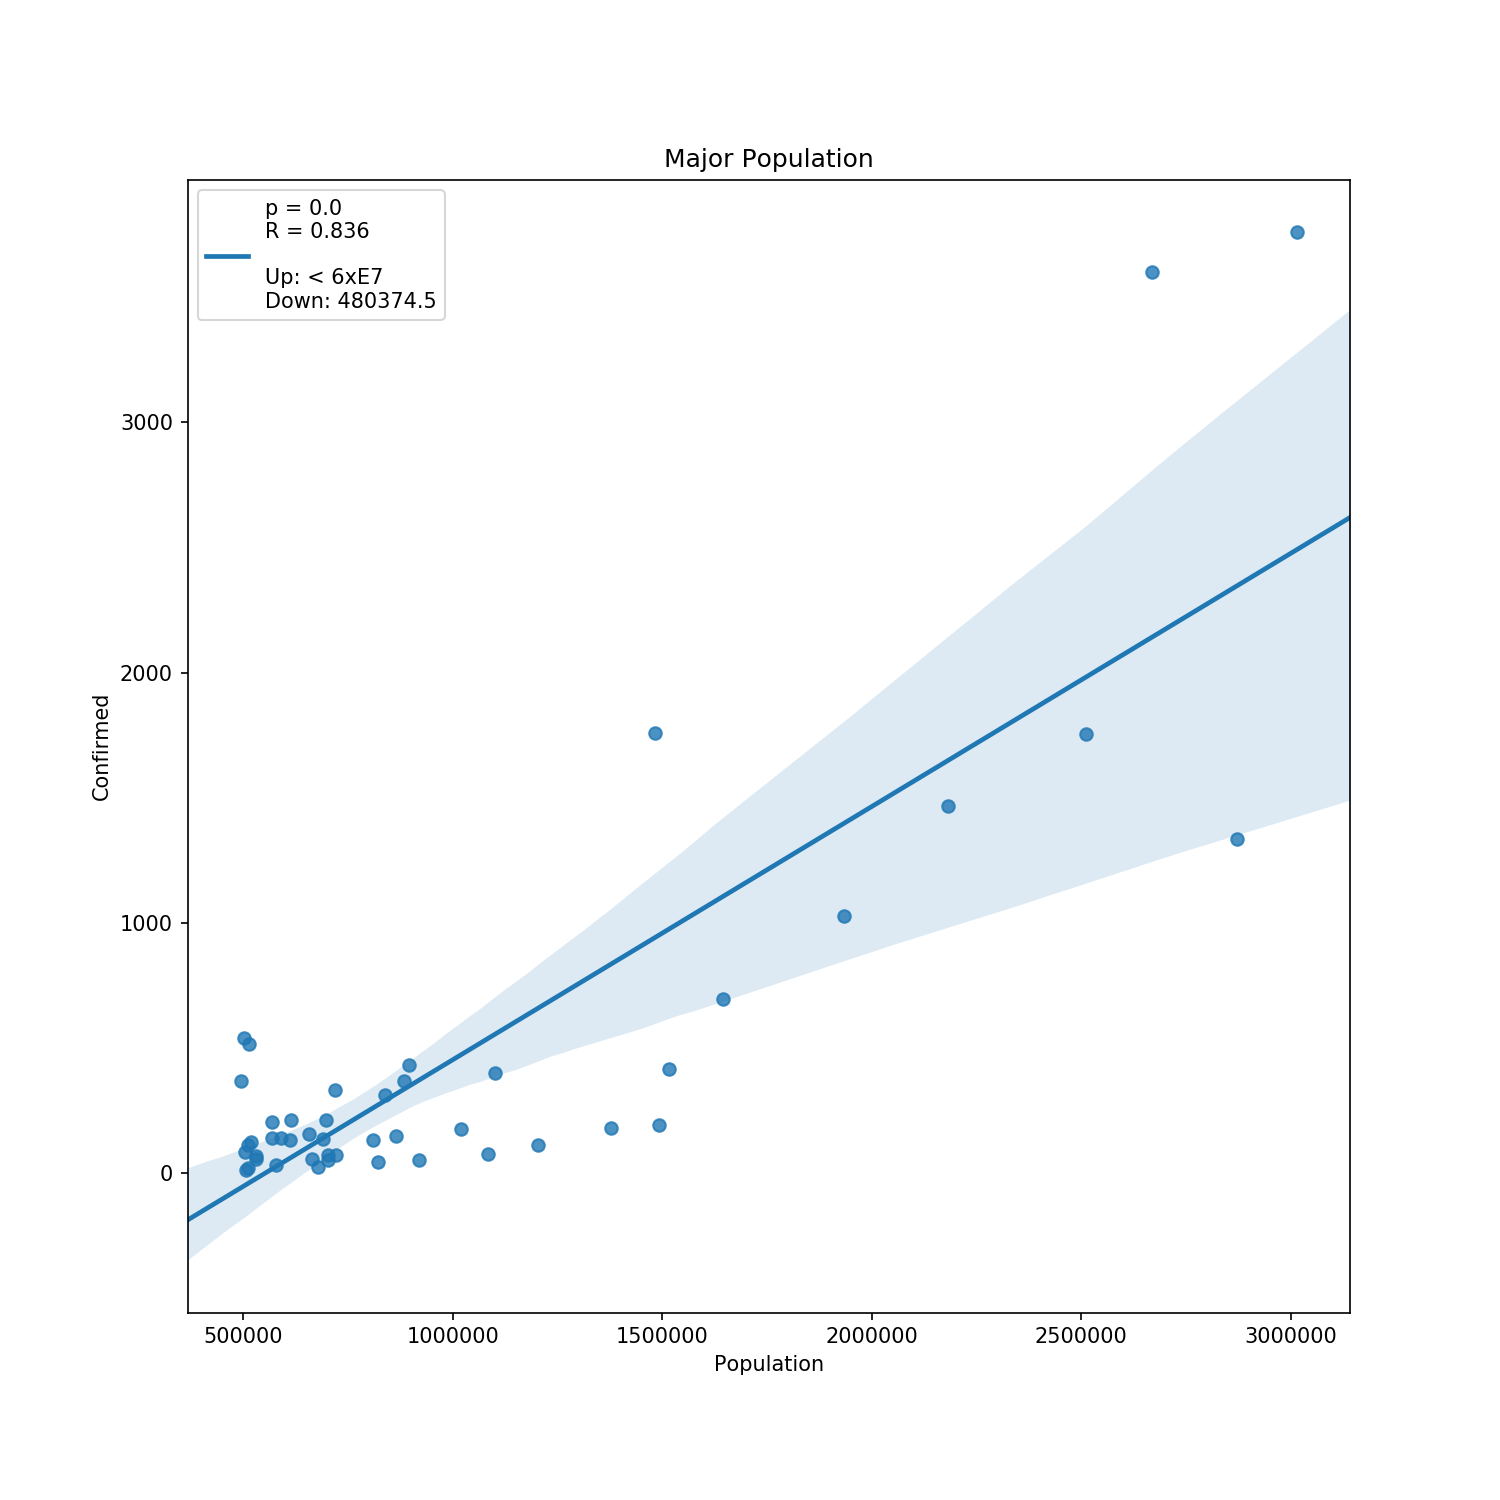 Major Population
p = 0.0
R = 0.836
Up: < 6xE7
Down: 480374.5
3000
2000
1000
0
Confirmed
500000 1000000 1500000 2000000 2500000 3000000
Population